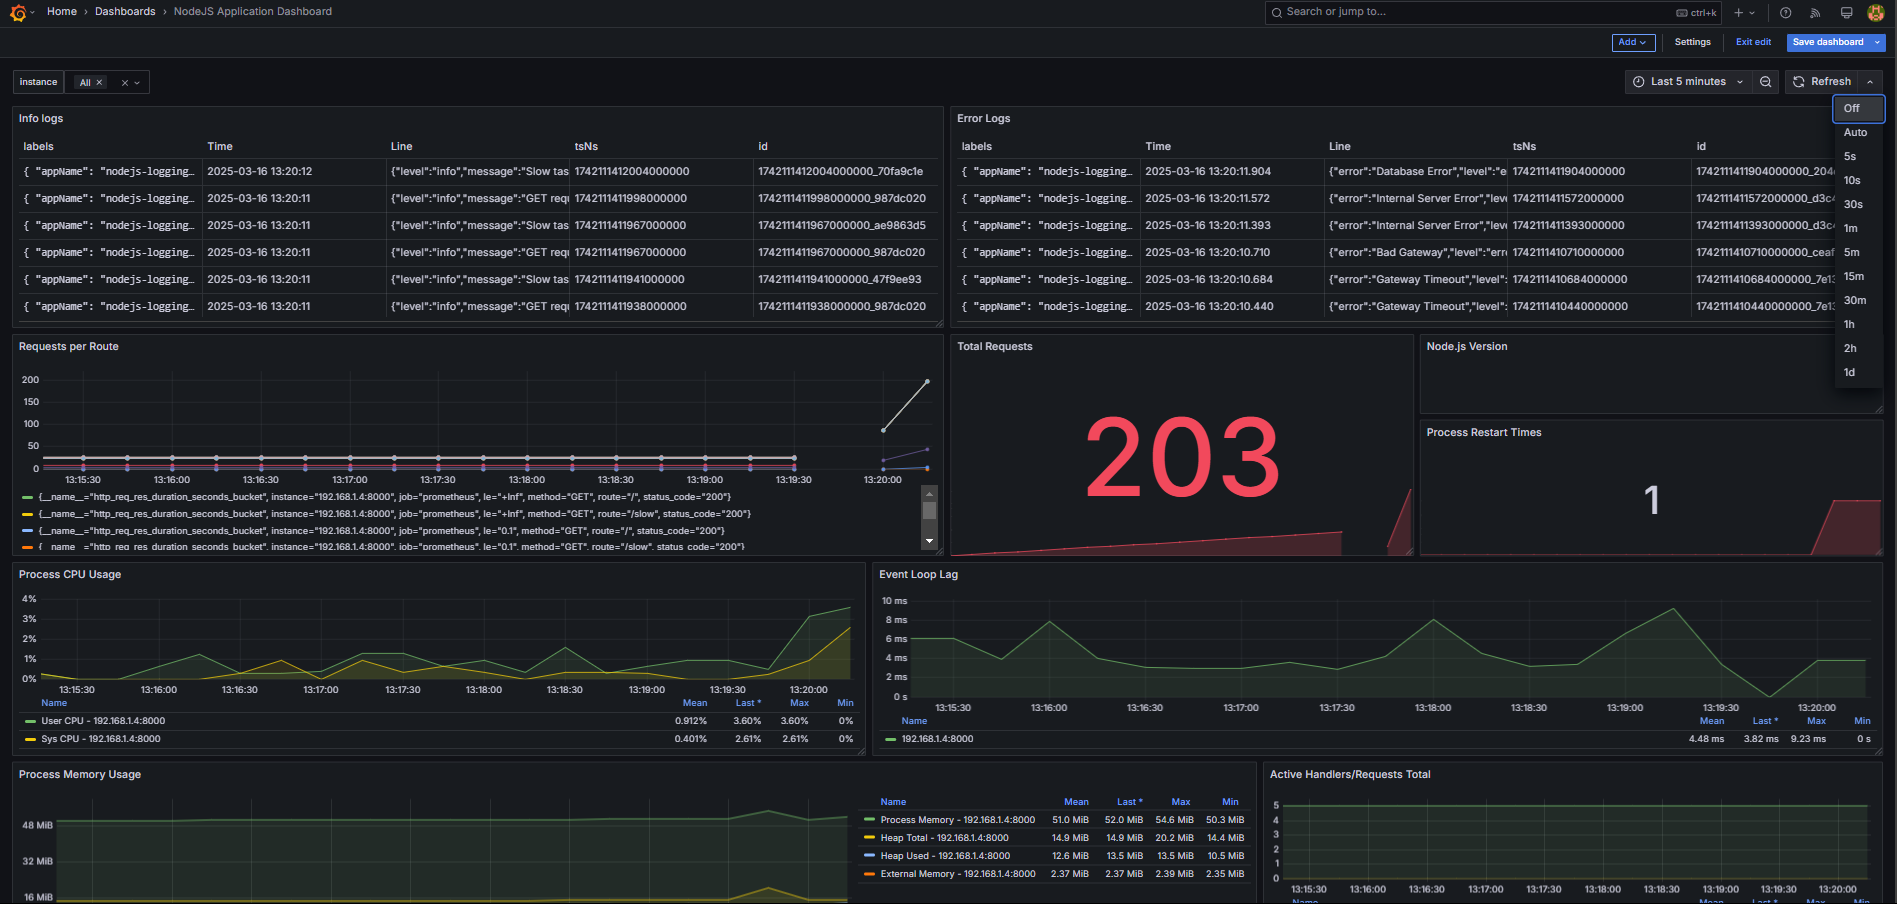 Home › Dashboards › NodeJS Application Dashboard
Search or jump to... ctrl+k
Add Settings Exit edit Save dashboard
instance All × ×
Last 5 minutes Refresh
Off
Auto
5s
10s
30s
1m
5m
15m
30m
1h
2h
1d
Info logs
labels Time Line tsNs id
{ "appName": "nodejs-logging... 2025-03-16 13:20:12 {"level":"info","message":"Slow tas 1742111412004000000 1742111412004000000_70fa9c1e
{ "appName": "nodejs-logging... 2025-03-16 13:20:11 {"level":"info","message":"GET requ 1742111411998000000 1742111411998000000_987dc020
{ "appName": "nodejs-logging... 2025-03-16 13:20:11 {"level":"info","message":"Slow tas 1742111411967000000 1742111411967000000_ae9863d5
{ "appName": "nodejs-logging... 2025-03-16 13:20:11 {"level":"info","message":"GET requ 1742111411967000000 1742111411967000000_987dc020
{ "appName": "nodejs-logging... 2025-03-16 13:20:11 {"level":"info","message":"Slow tas 1742111411941000000 1742111411941000000_47f9ee93
{ "appName": "nodejs-logging... 2025-03-16 13:20:11 {"level":"info","message":"GET requ 1742111411938000000 1742111411938000000_987dc020
Error Logs
labels Time Line tsNs id
{ "appName": "nodejs-logging... 2025-03-16 13:20:11.904 {"error":"Database Error","level":"e 1742111411904000000 1742111411904000000_204
{ "appName": "nodejs-logging... 2025-03-16 13:20:11.572 {"error":"Internal Server Error","leve 1742111411572000000 1742111411572000000_d3c4
{ "appName": "nodejs-logging... 2025-03-16 13:20:11.393 {"error":"Internal Server Error","leve 1742111411393000000 1742111411393000000_d3c4
{ "appName": "nodejs-logging... 2025-03-16 13:20:10.710 {"error":"Bad Gateway","level":"erro 1742111410710000000 1742111410710000000_ceaf
{ "appName": "nodejs-logging... 2025-03-16 13:20:10.684 {"error":"Gateway Timeout","level": 1742111410684000000 1742111410684000000_7e13
{ "appName": "nodejs-logging... 2025-03-16 13:20:10.440 {"error":"Gateway Timeout","level": 1742111410440000000 1742111410440000000_7e13
Requests per Route
200
150
100
50
0
13:15:30 13:16:00 13:16:30 13:17:00 13:17:30 13:18:00 13:18:30 13:19:00 13:19:30 13:20:00
{__name__="http_req_res_duration_seconds_bucket", instance="192.168.1.4:8000", job="prometheus", le="+Inf", method="GET", route="/", status_code="200"}
{__name__="http_req_res_duration_seconds_bucket", instance="192.168.1.4:8000", job="prometheus", le="+Inf", method="GET", route="/slow", status_code="200"}
{__name__="http_req_res_duration_seconds_bucket", instance="192.168.1.4:8000", job="prometheus", le="0.1", method="GET", route="/", status_code="200"}
{__name__="http_req_res_duration_seconds_bucket", instance="192.168.1.4:8000", job="prometheus", le="0.1", method="GET", route="/slow", status_code="200"}
Total Requests
203
Node.js Version
Process Restart Times
1
Process CPU Usage
4%
3%
2%
1%
0%
13:15:30 13:16:00 13:16:30 13:17:00 13:17:30 13:18:00 13:18:30 13:19:00 13:19:30 13:20:00
Name Mean Last * Max Min
User CPU - 192.168.1.4:8000 0.912% 3.60% 3.60% 0%
Sys CPU - 192.168.1.4:8000 0.401% 2.61% 2.61% 0%
Event Loop Lag
10 ms
8 ms
6 ms
4 ms
2 ms
0 s
13:15:30 13:16:00 13:16:30 13:17:00 13:17:30 13:18:00 13:18:30 13:19:00 13:19:30 13:20:00
Name Mean Last * Max Min
192.168.1.4:8000 4.48 ms 3.82 ms 9.23 ms 0 s
Process Memory Usage
48 MiB
32 MiB
16 MiB
Name Mean Last * Max Min
Process Memory - 192.168.1.4:8000 51.0 MiB 52.0 MiB 54.6 MiB 50.3 MiB
Heap Total - 192.168.1.4:8000 14.9 MiB 14.9 MiB 20.2 MiB 14.4 MiB
Heap Used - 192.168.1.4:8000 12.6 MiB 13.5 MiB 13.5 MiB 10.5 MiB
External Memory - 192.168.1.4:8000 2.37 MiB 2.37 MiB 2.39 MiB 2.35 MiB
Active Handlers/Requests Total
5
4
3
2
1
0
13:15:30 13:16:00 13:16:30 13:17:00 13:17:30 13:18:00 13:18:30 13:19:00 13:19:30 13:20:00
Name Mean Last * Max Min